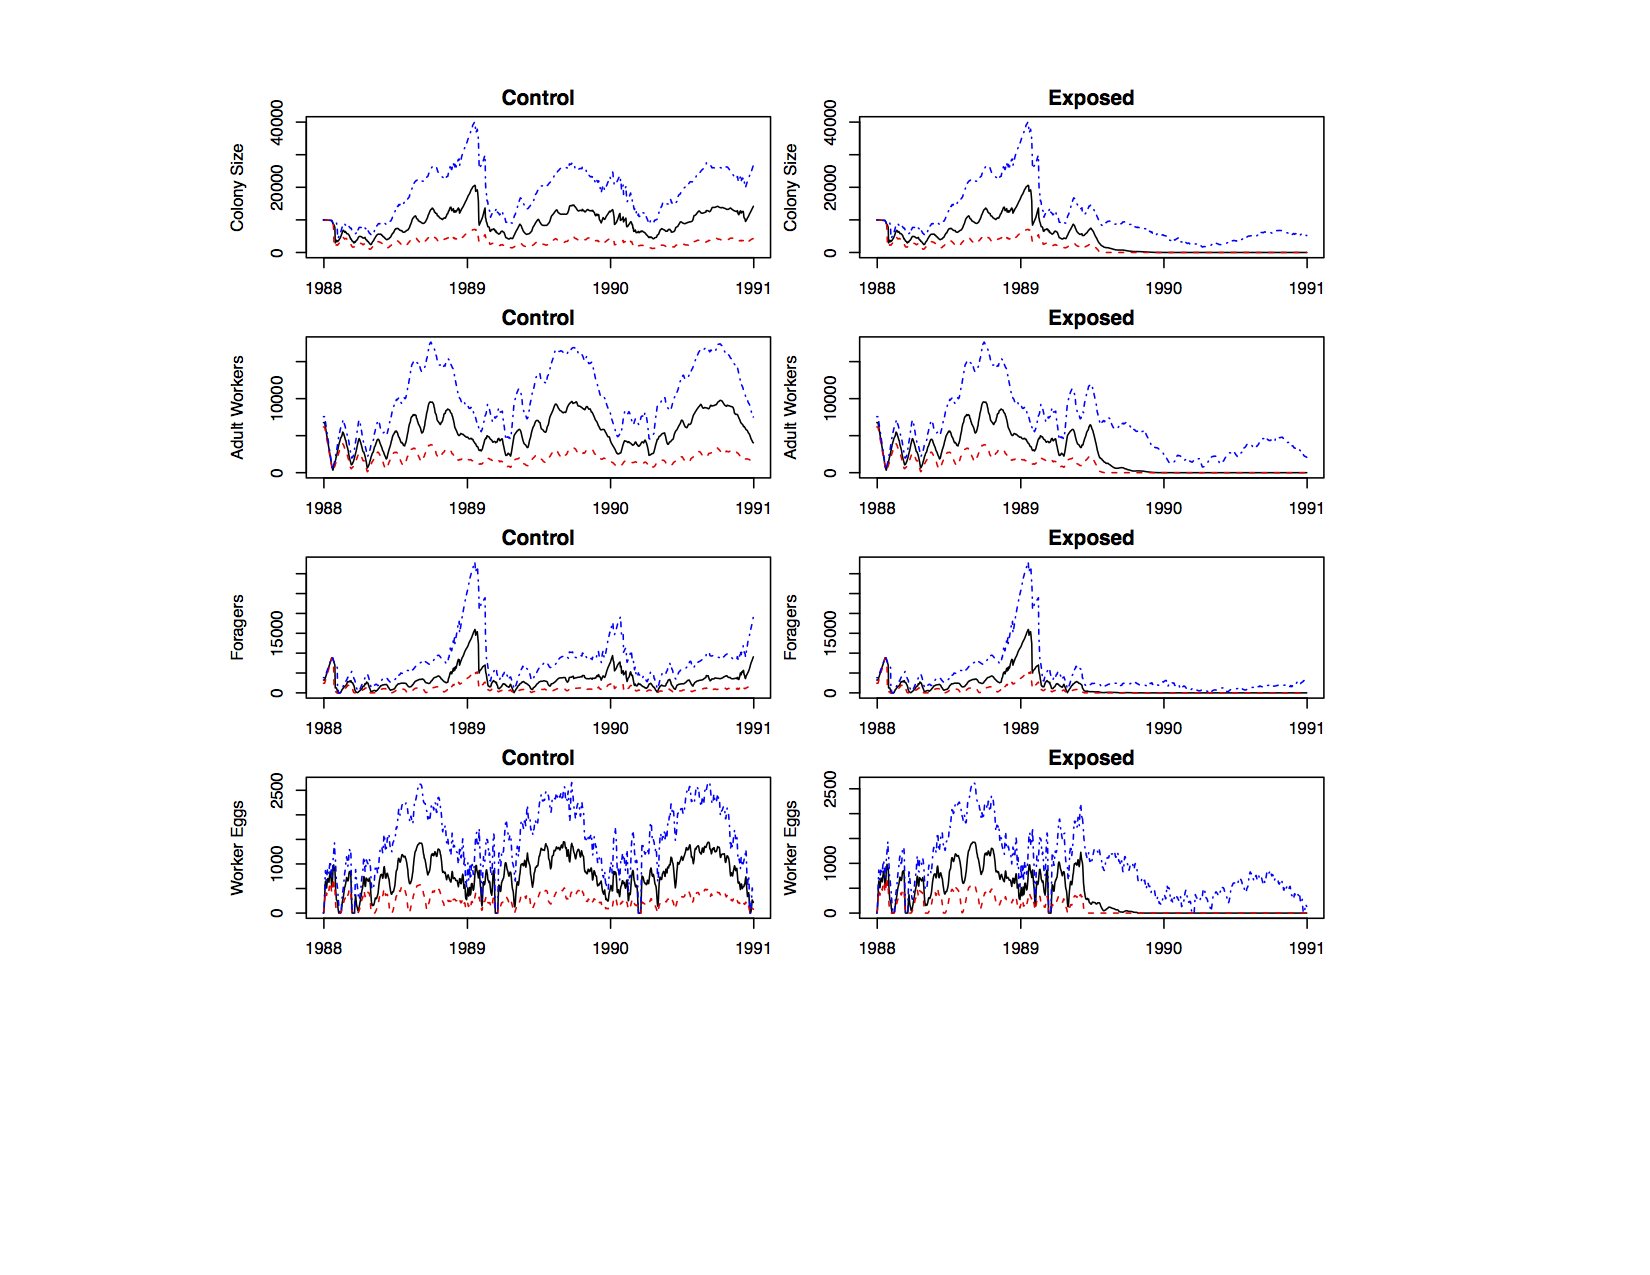 Control
Exposed
Colony Size
0 20000 40000
1988 1989 1990 1991
Colony Size
0 20000 40000
1988 1989 1990 1991
Control
Exposed
Adult Workers
0 10000
1988 1989 1990 1991
Adult Workers
0 10000
1988 1989 1990 1991
Control
Exposed
Foragers
0 15000
1988 1989 1990 1991
Foragers
0 15000
1988 1989 1990 1991
Control
Exposed
Worker Eggs
0 1000 2500
1988 1989 1990 1991
Worker Eggs
0 1000 2500
1988 1989 1990 1991